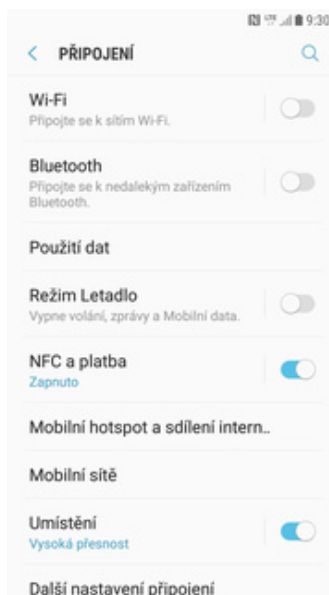 9:30
PŘIPOJENÍ
Wi-Fi
Připojte se k sítím Wi-Fi.
Bluetooth
Připojte se k nedalekým zařízením
Bluetooth.
Použití dat
Režim Letadlo
Vypne volání, zprávy a Mobilní data.
NFC a platba
Zapnuto
Mobilní hotspot a sdílení intern..
Mobilní sítě
Umístění
Vysoká přesnost
Další nastavení připojení